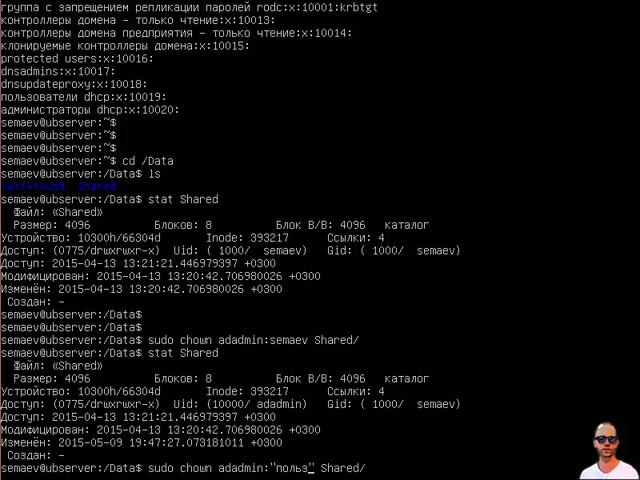 группа с запрещением репликации паролей rodc:x:10001:krbtgt
контроллеры домена - только чтение:x:10013:
контроллеры домена предприятия - только чтение:x:10014:
клонируемые контроллеры домена:x:10015:
protected users:x:10016:
dnsadmins:x:10017:
dnsupdateproxy:x:10018:
пользователи dhcp:x:10019:
администраторы dhcp:x:10020:
semaev@ubserver:~$
semaev@ubserver:~$
semaev@ubserver:~$
semaev@ubserver:~$ cd /Data
semaev@ubserver:/Data$ ls
lost+found Shared
semaev@ubserver:/Data$ stat Shared
Файл: «Shared»
Размер: 4096 Блоков: 8 Блок В/В: 4096 каталог
Устройство: 10300h/66304d Inode: 393217 Ссылки: 4
Доступ: (0775/drwxrwxr-x) Uid: ( 1000/ semaev) Gid: ( 1000/ semaev)
Доступ: 2015-04-13 13:21:21.446979397 +0300
Модифицирован: 2015-04-13 13:20:42.706980026 +0300
Изменён: 2015-04-13 13:20:42.706980026 +0300
Создан: -
semaev@ubserver:/Data$
semaev@ubserver:/Data$
semaev@ubserver:/Data$ sudo chown adadmin:semaev Shared/
semaev@ubserver:/Data$ stat Shared
Файл: «Shared»
Размер: 4096 Блоков: 8 Блок В/В: 4096 каталог
Устройство: 10300h/66304d Inode: 393217 Ссылки: 4
Доступ: (0775/drwxrwxr-x) Uid: (10000/ adadmin) Gid: ( 1000/ semaev)
Доступ: 2015-04-13 13:21:21.446979397 +0300
Модифицирован: 2015-04-13 13:20:42.706980026 +0300
Изменён: 2015-05-09 19:47:27.073181011 +0300
Создан: -
semaev@ubserver:/Data$ sudo chown adadmin:"польз" Shared/